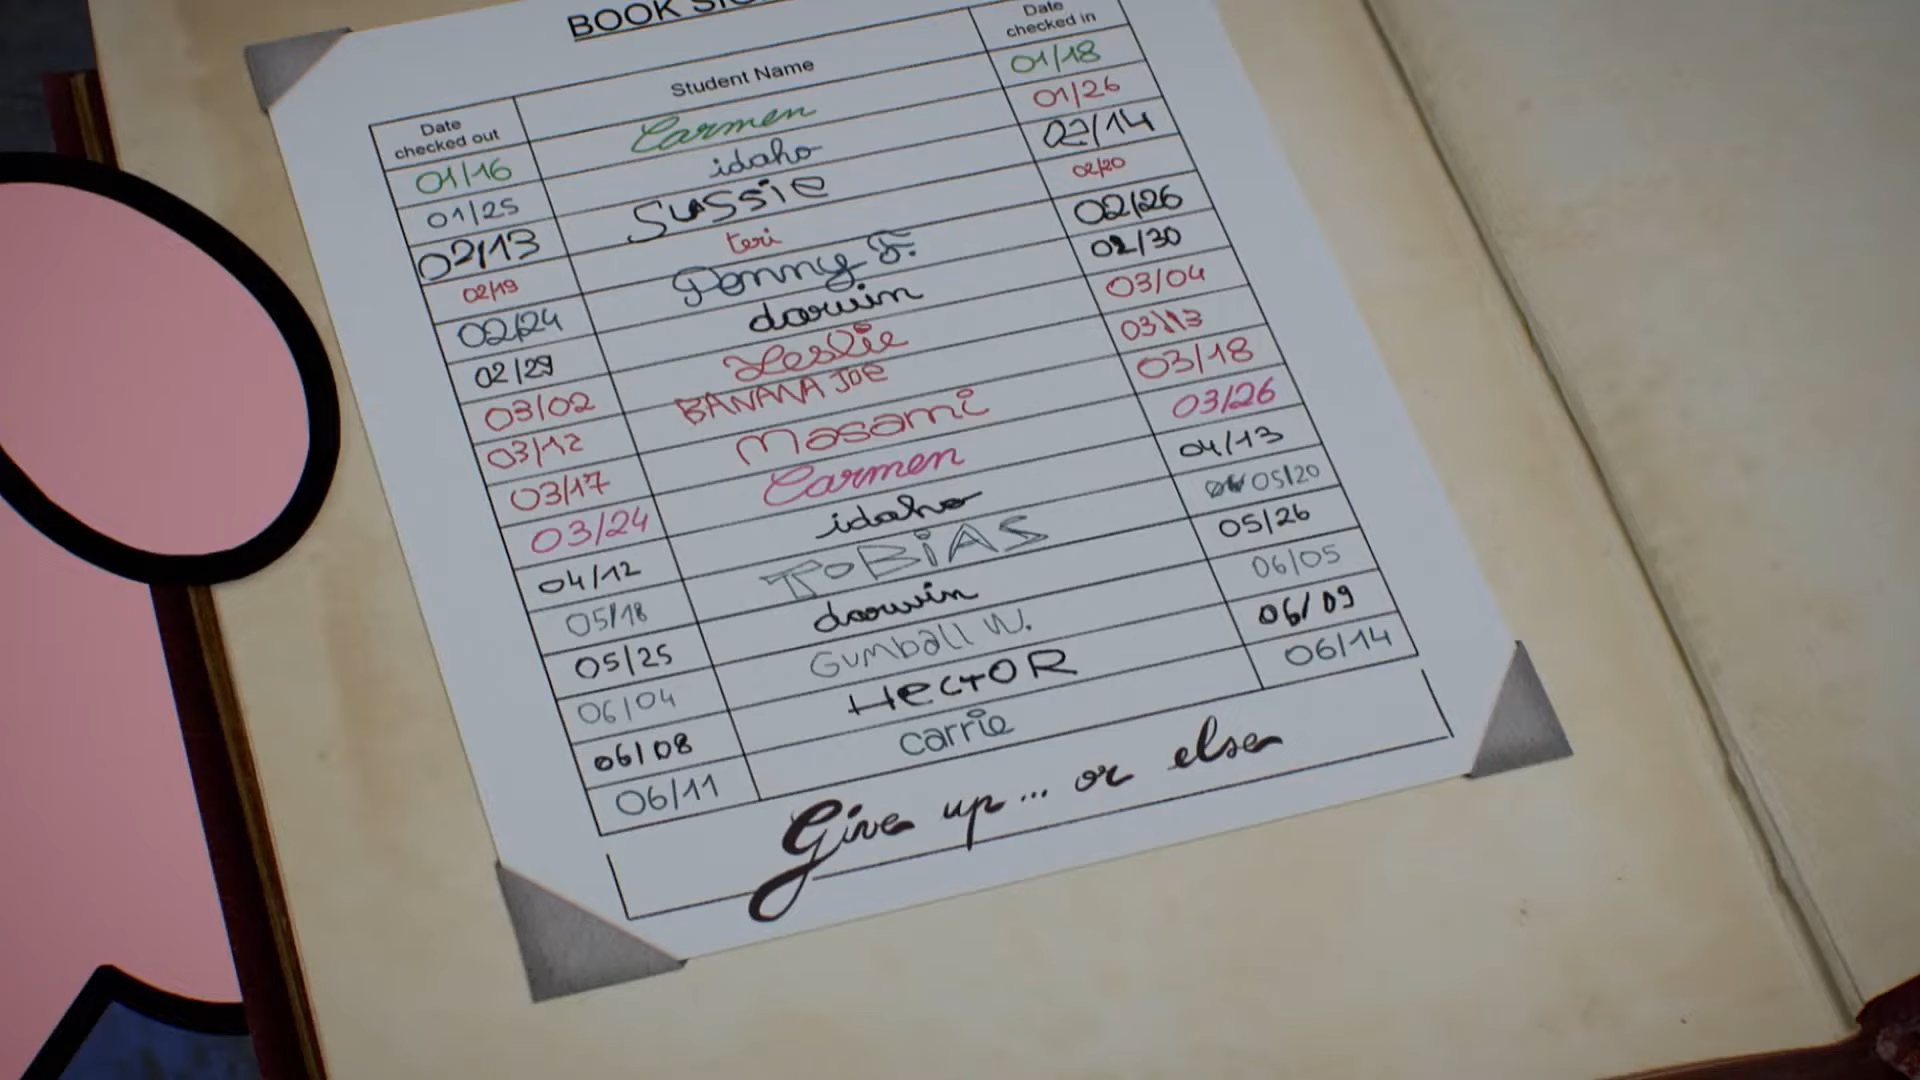 BOOK
Date checked out Student Name Date checked in
01/16 Carmen 01/18
01/25 idaho 01/26
02/13 SUSSiE 02/14
02/19 teri 02/20
02/24 Penny F. 02/26
02/29 darwin 02/30
03/02 Leslie 03/04
03/12 BANANA JOE 03/13
03/17 Masami 03/18
03/24 Carmen 03/26
04/12 idaho 04/13
05/18 ToBiAS 05/20
05/25 darwin 05/26
06/04 GUMball W. 06/05
06/08 HECTOR 06/09
06/11 carrie 06/14
Give up... or else